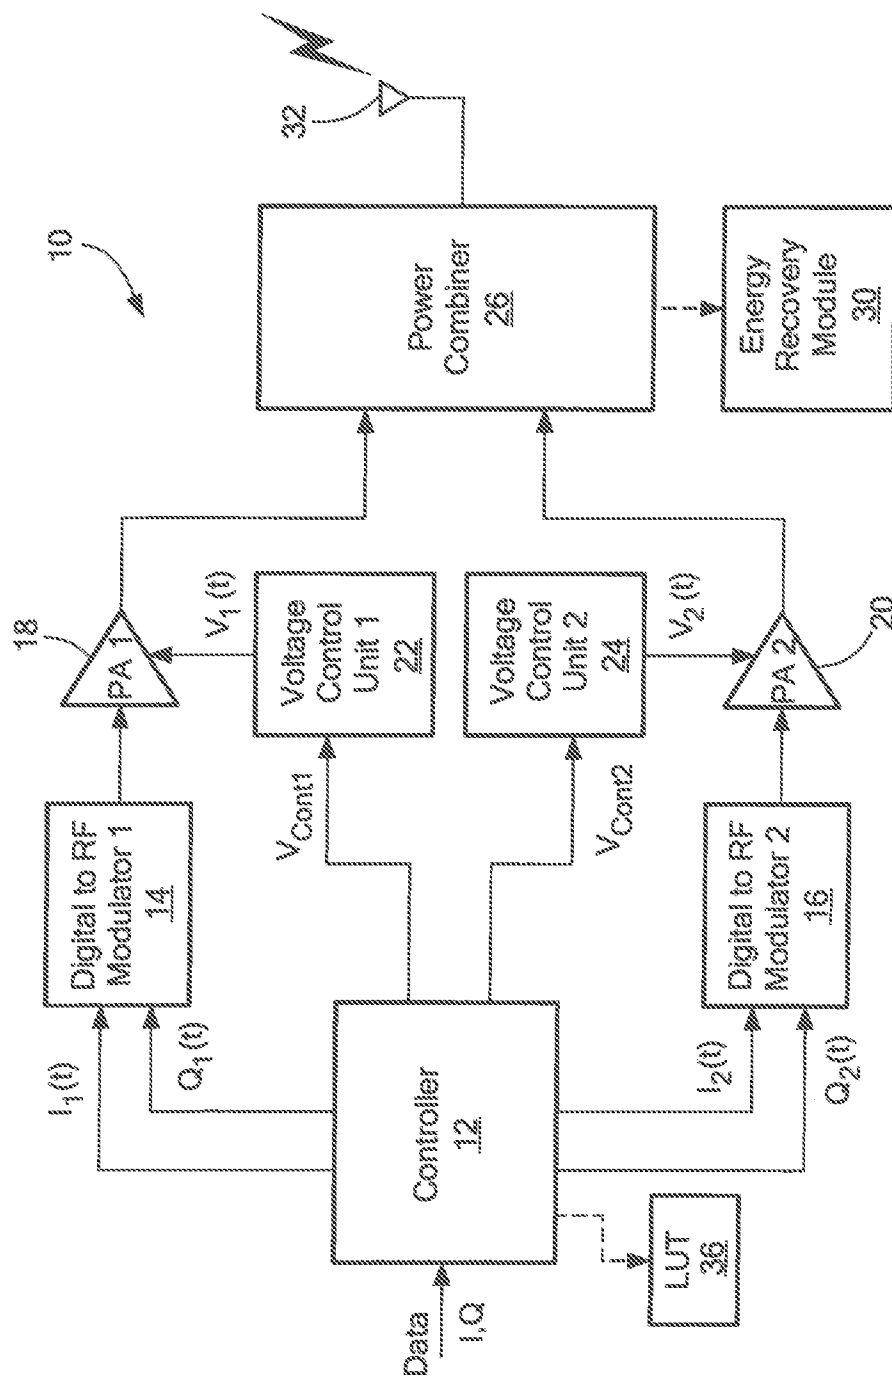 10
32
18
PA 1
V1(t)
Digital to RF
Modulator 1
14
I1(t)
Q1(t)
VCont1
Voltage
Control
Unit 1
22
Power
Combiner
26
Data
I,Q
Controller
12
VCont2
Voltage
Control
Unit 2
24
V2(t)
LUT
36
I2(t)
Q2(t)
Digital to RF
Modulator 2
16
PA 2
20
Energy
Recovery
Module
30